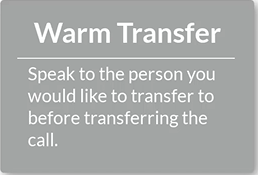 Warm Transfer
Speak to the person you
would like to transfer to
before transferring the
call.